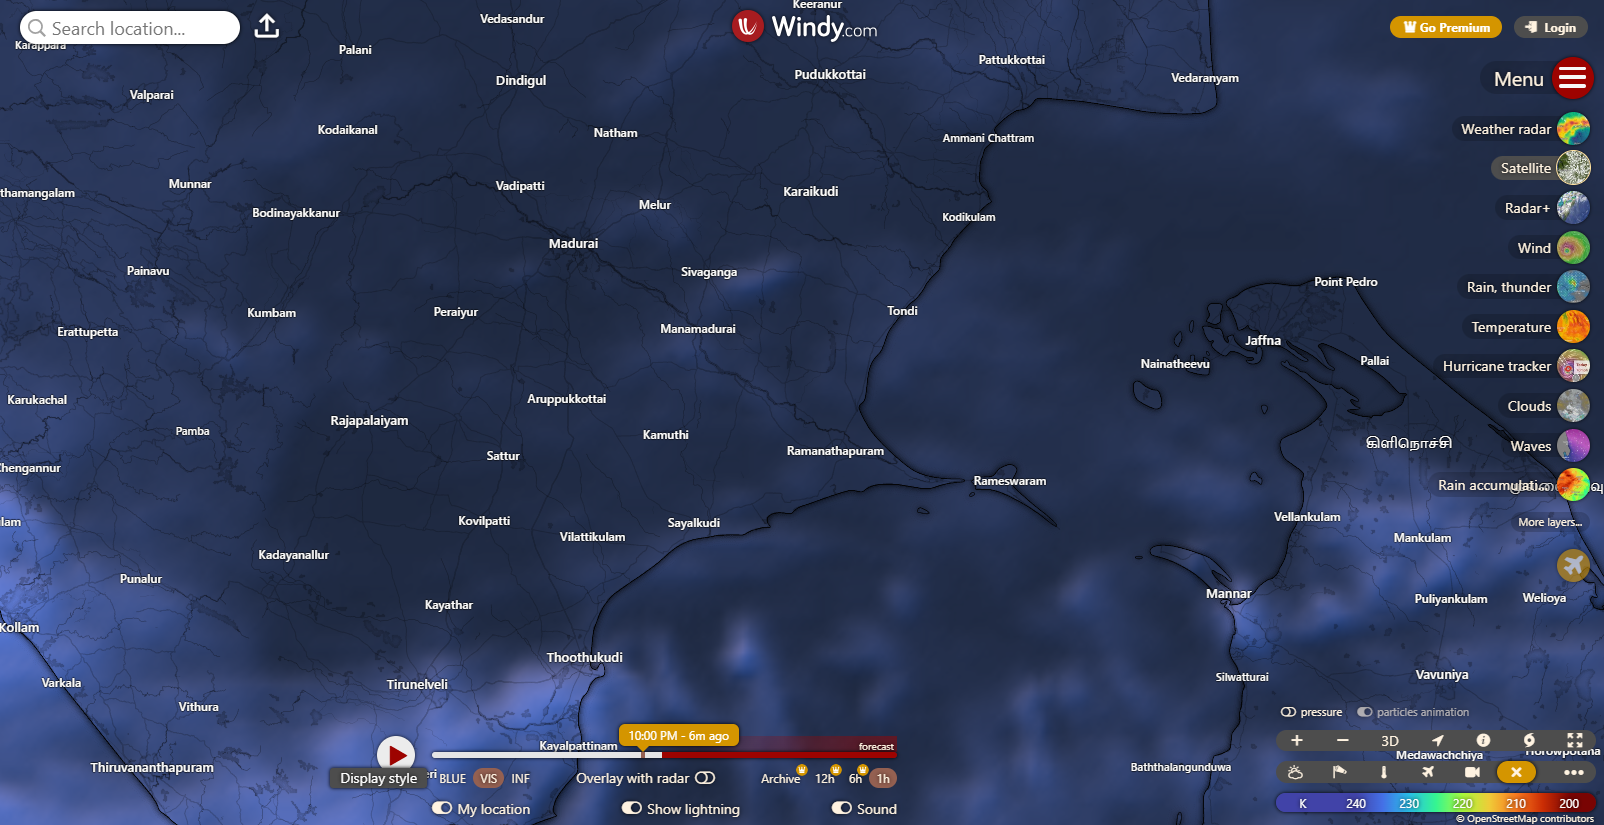 Search location...
Windy.com
Go Premium
Login
Menu
Weather radar
Satellite
Radar+
Wind
Rain, thunder
Temperature
Hurricane tracker
Clouds
Waves
More layers...
Keeranur
Vedasandur
Karappara
Palani
Pattukkottai
Pudukkottai
Vedaranyam
Dindigul
Valparai
Kodaikanal
Natham
Ammani Chattram
Munnar
Vadipatti
thamangalam
Karaikudi
Melur
Bodinayakkanur
Kodikulam
Madurai
Painavu
Sivaganga
Point Pedro
Kumbam
Peraiyur
Tondi
Erattupetta
Manamadurai
Jaffna
Nainatheevu
Pallai
Karukachal
Aruppukkottai
Rajapalaiyam
Pamba
Kamuthi
கிளிநொச்சி
Ramanathapuram
Sattur
Chengannur
Rameswaram
Rain accumulati
Vellankulam
Kovilpatti
Sayalkudi
lam
Vilattikulam
Mankulam
Kadayanallur
Punalur
Mannar
Puliyankulam
Welioya
Kayathar
Kollam
Thoothukudi
Vavuniya
Silwatturai
Varkala
Tirunelveli
Vithura
Kayalpattinam
Thiruvananthapuram
Baththalangunduwa
Medawachchiya
Horowpotana
10:00 PM - 6m ago
forecast
Display style
eri
BLUE
VIS
INF
Overlay with radar
Archive
12h
6h
1h
My location
Show lightning
Sound
pressure
particles animation
3D
K 240 230 220 210 200
© OpenStreetMap contributors